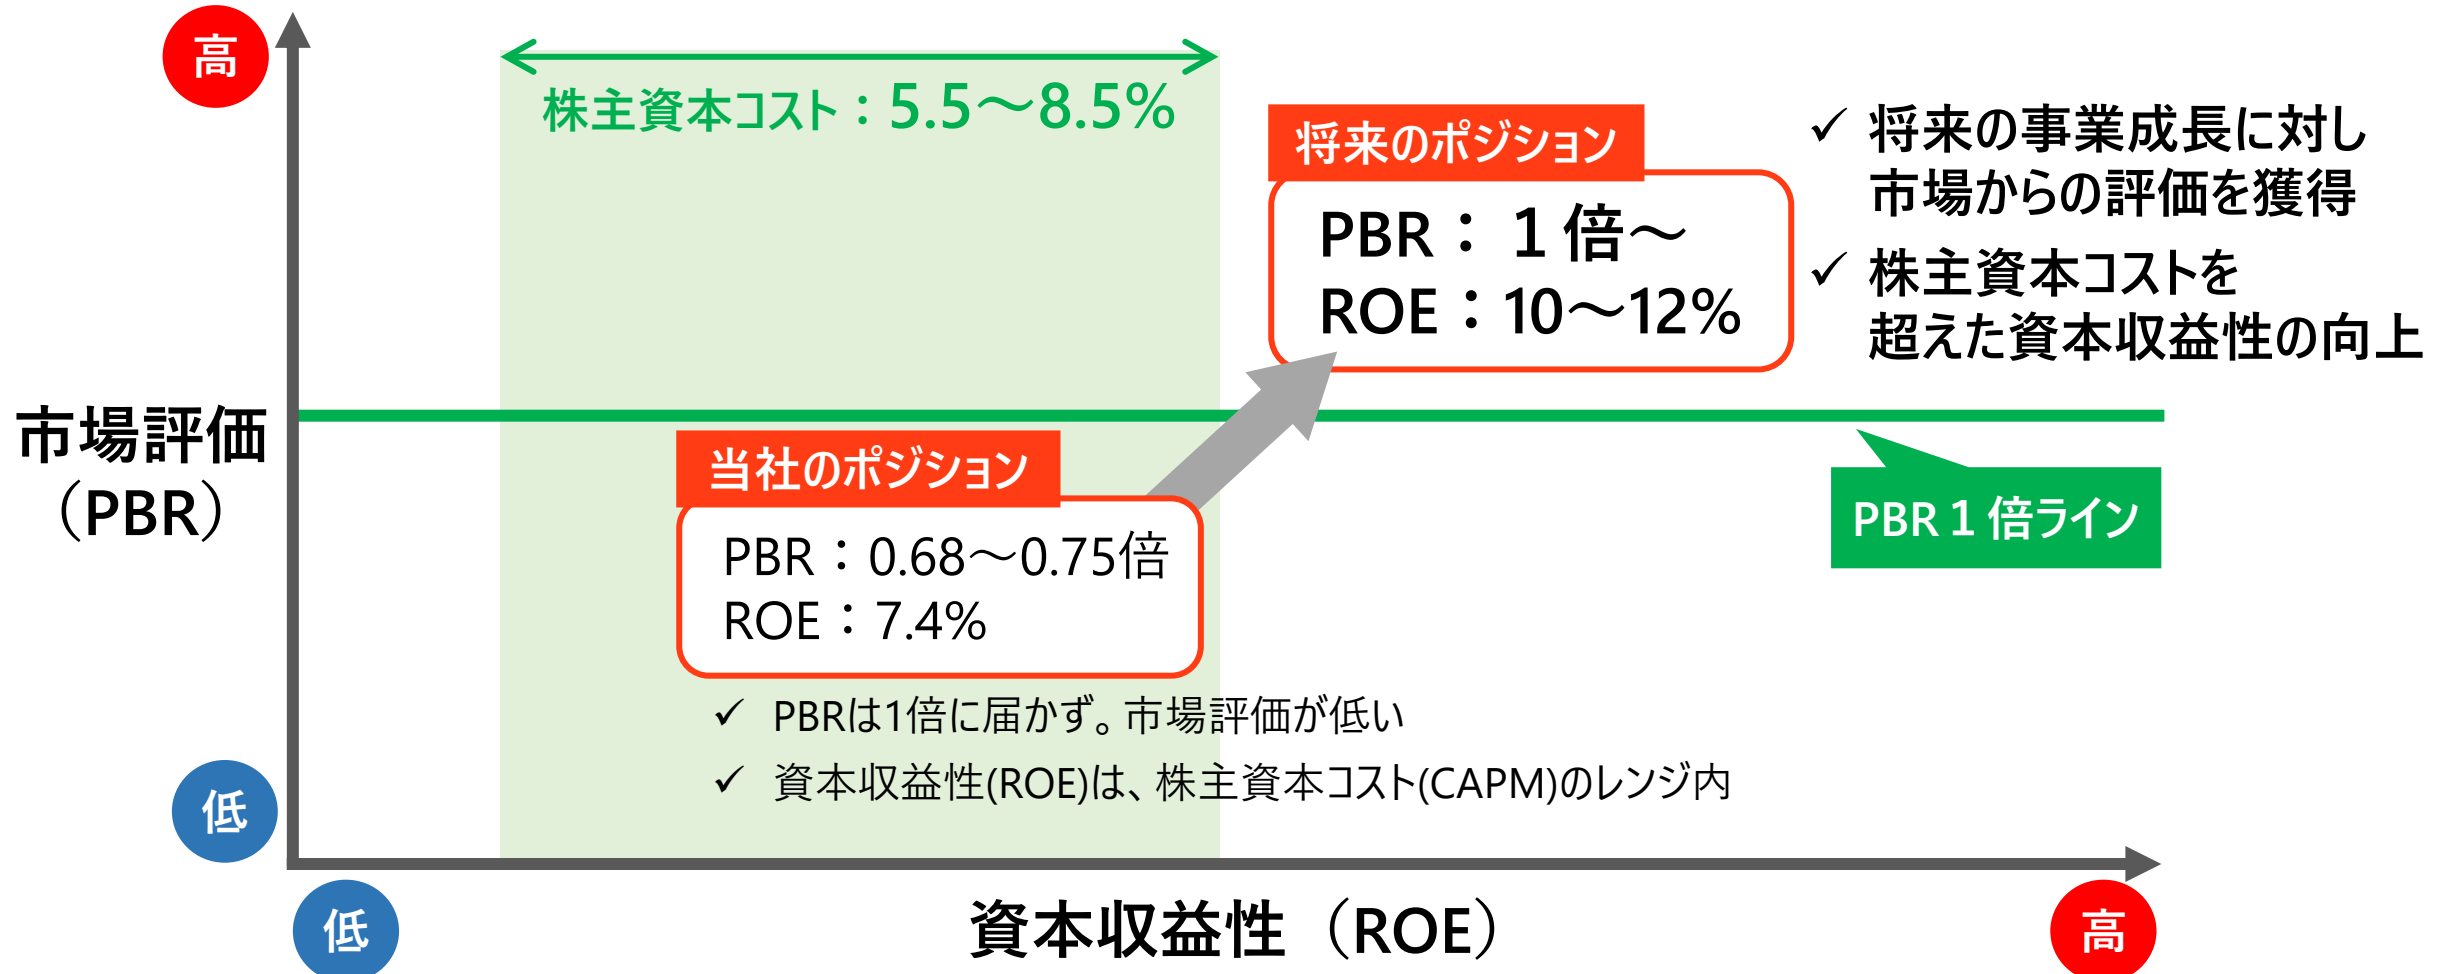 高
株主資本コスト：5.5～8.5%
将来のポジション
PBR： 1 倍～
ROE：10～12%
✓ 将来の事業成長に対し
市場からの評価を獲得
✓ 株主資本コストを
超えた資本収益性の向上
市場評価
（PBR）
当社のポジション
PBR：0.68～0.75倍
ROE：7.4%
PBR 1 倍ライン
✓ PBRは1倍に届かず。市場評価が低い
✓ 資本収益性(ROE)は、株主資本コスト(CAPM)のレンジ内
低
低
資本収益性（ROE）
高